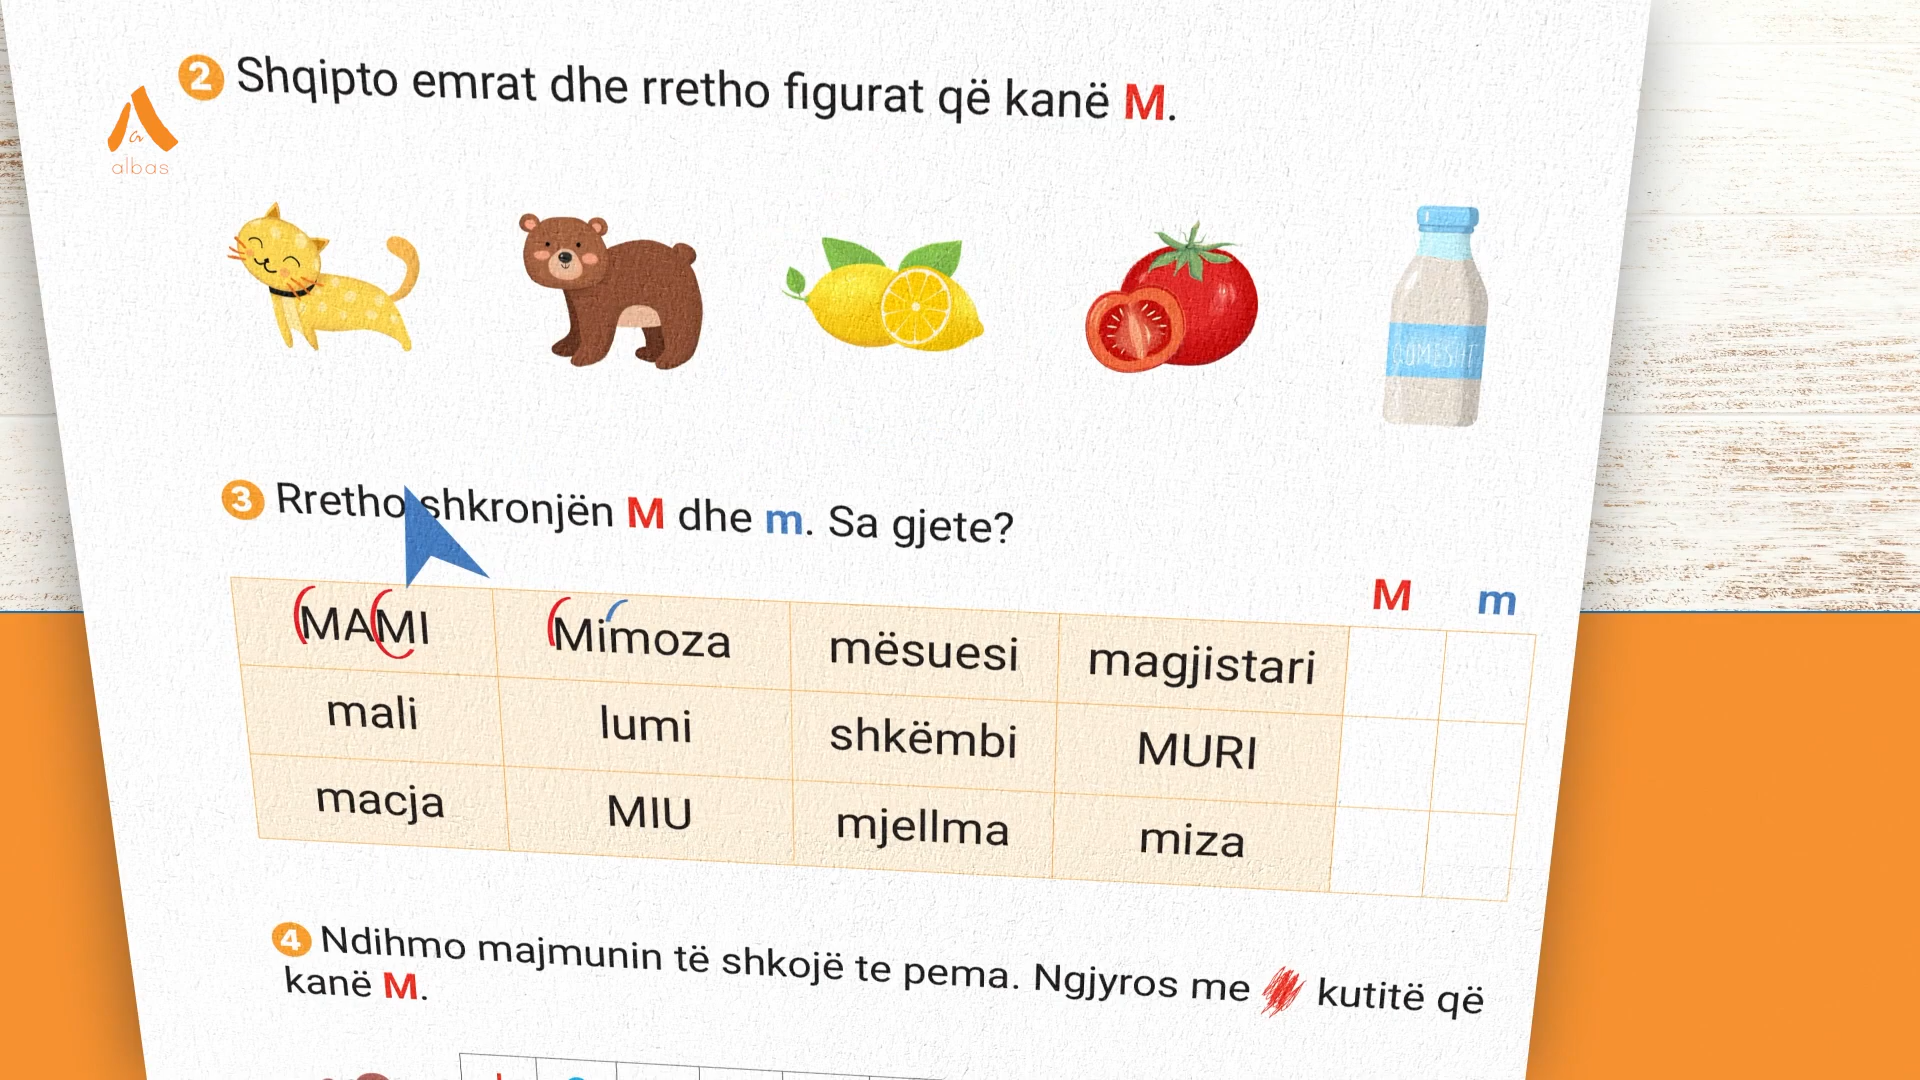 2 Shqipto emrat dhe rretho figurat që kanë M.
albas
3 Rretho shkronjën M dhe m. Sa gjete?
M m
MAMI Mimoza mësuesi magjistari
mali lumi shkëmbi MURI
macja MIU mjellma miza
4 Ndihmo majmunin të shkojë te pema. Ngjyros me kutitë që
kanë M.